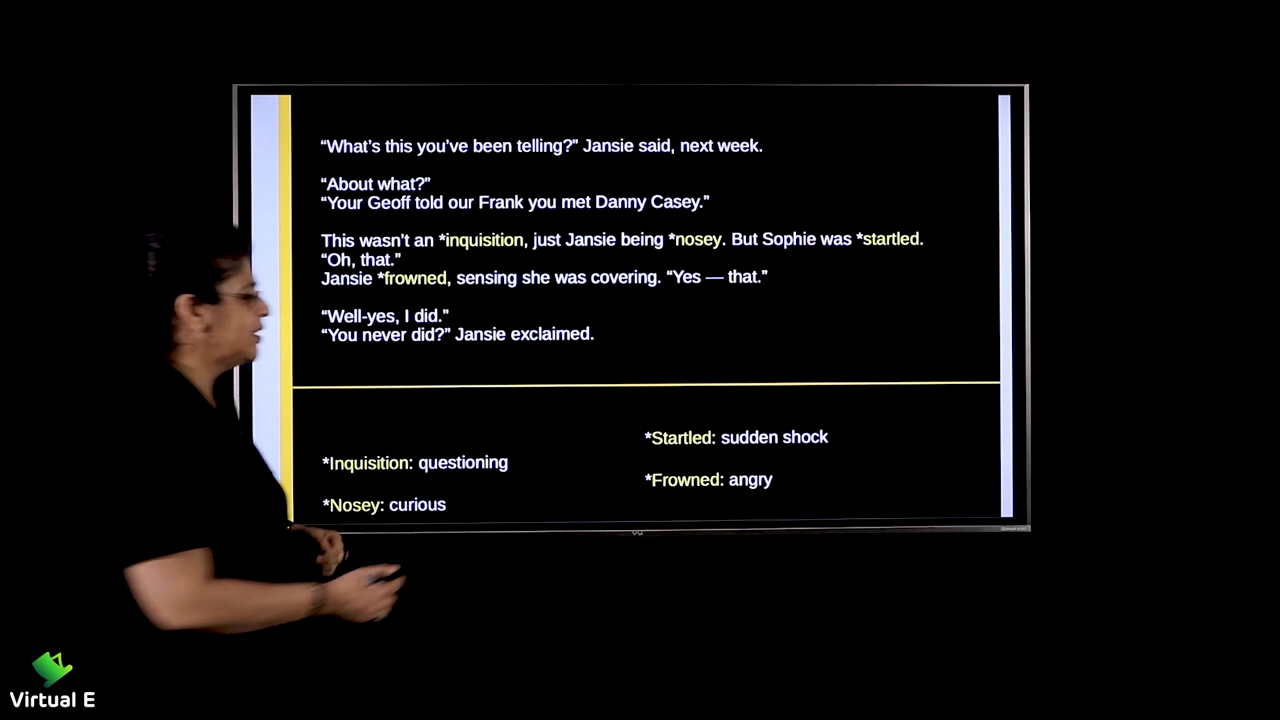 “What’s this you’ve been telling?” Jansie said, next week.
“About what?”
“Your Geoff told our Frank you met Danny Casey.”
This wasn’t an *inquisition, just Jansie being *nosey. But Sophie was *startled.
“Oh, that.”
Jansie *frowned, sensing she was covering. “Yes — that.”
“Well-yes, I did.”
“You never did?” Jansie exclaimed.
*Startled: sudden shock
*Inquisition: questioning
*Frowned: angry
*Nosey: curious
Virtual E